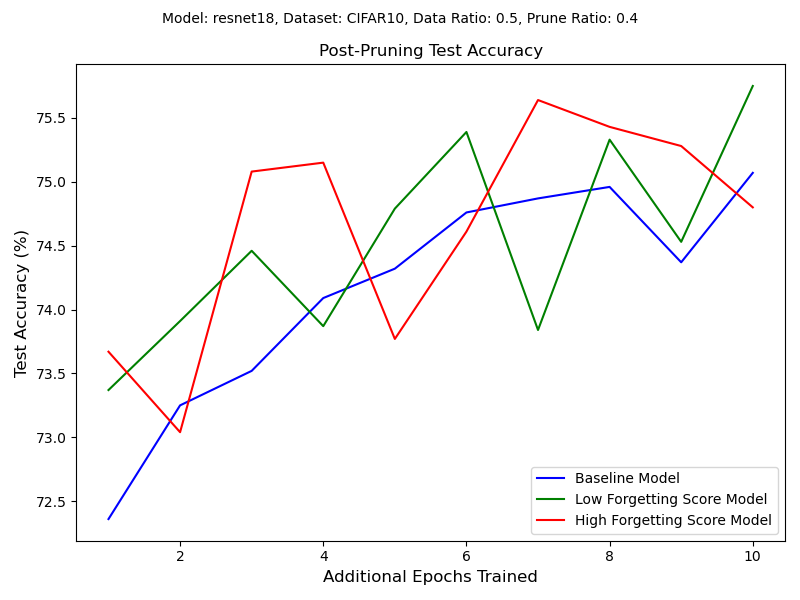 Model: resnet18, Dataset: CIFAR10, Data Ratio: 0.5, Prune Ratio: 0.4
Post-Pruning Test Accuracy
Test Accuracy (%)
75.5
75.0
74.5
74.0
73.5
73.0
72.5
Baseline Model
Low Forgetting Score Model
High Forgetting Score Model
2 4 6 8 10
Additional Epochs Trained